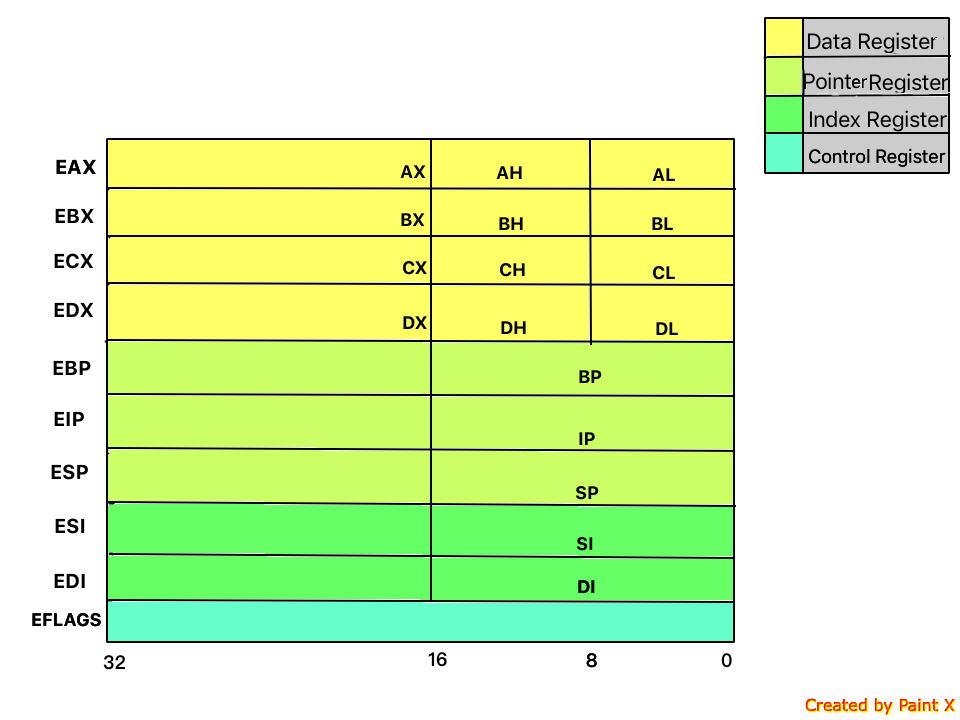 Data Register
Pointer Register
Index Register
Control Register
EAX AX AH AL
EBX BX BH BL
ECX CX CH CL
EDX DX DH DL
EBP BP
EIP IP
ESP SP
ESI SI
EDI DI
EFLAGS
32 16 8 0
Created by Paint X